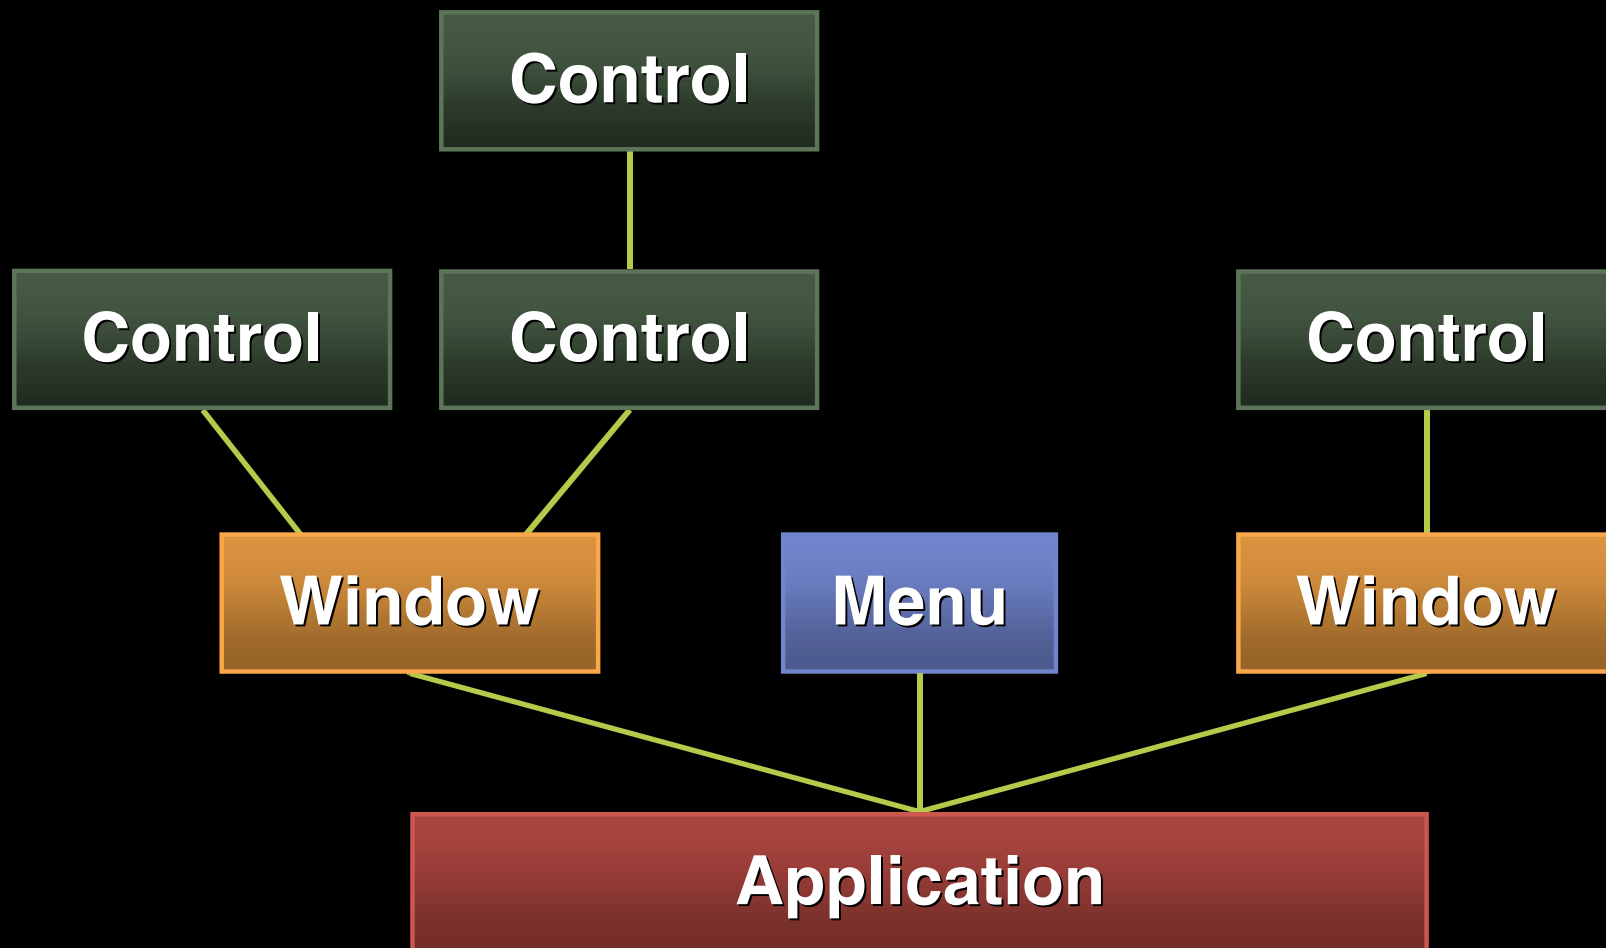 Control
Control
Control
Control
Window
Menu
Window
Application